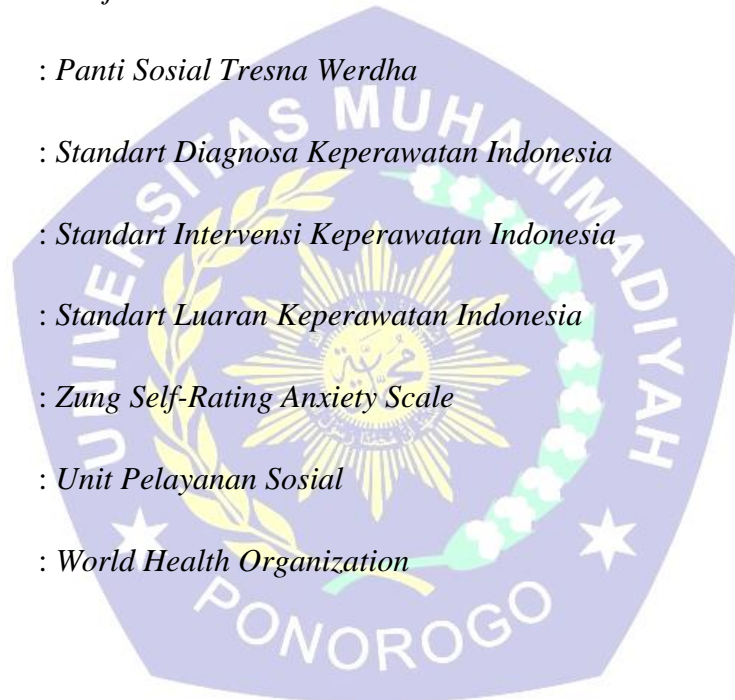 : Panti Sosial Tresna Werdha
: Standart Diagnosa Keperawatan Indonesia
: Standart Intervensi Keperawatan Indonesia
: Standart Luaran Keperawatan Indonesia
: Zung Self-Rating Anxiety Scale
: Unit Pelayanan Sosial
: World Health Organization
UNIVERSITAS MUHAMMADIYAH
PONOROGO